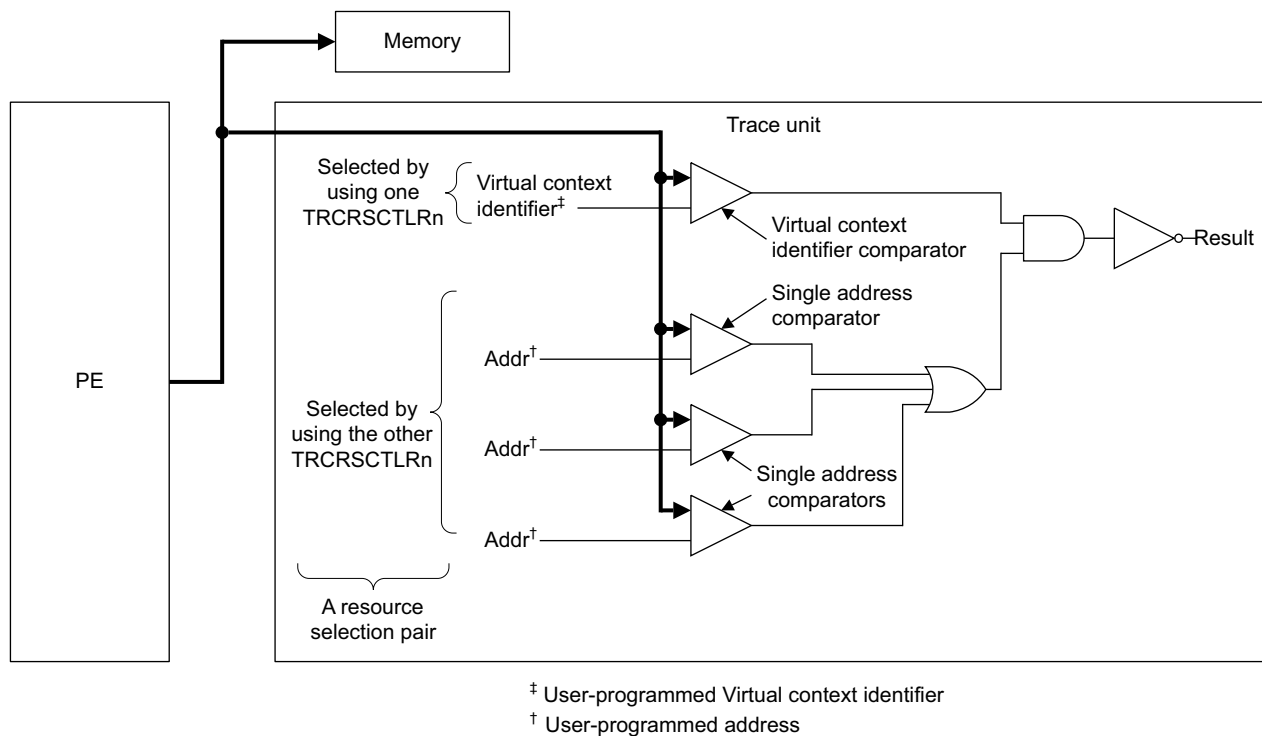 Memory
Trace unit
Selected by
using one
TRCRSCTLRn
Virtual context
identifier‡
Virtual context
identifier comparator
Result
Single address
comparator
Addr†
PE
Selected by
using the other
TRCRSCTLRn
Addr†
Single address
comparators
Addr†
A resource
selection pair
‡ User-programmed Virtual context identifier
† User-programmed address